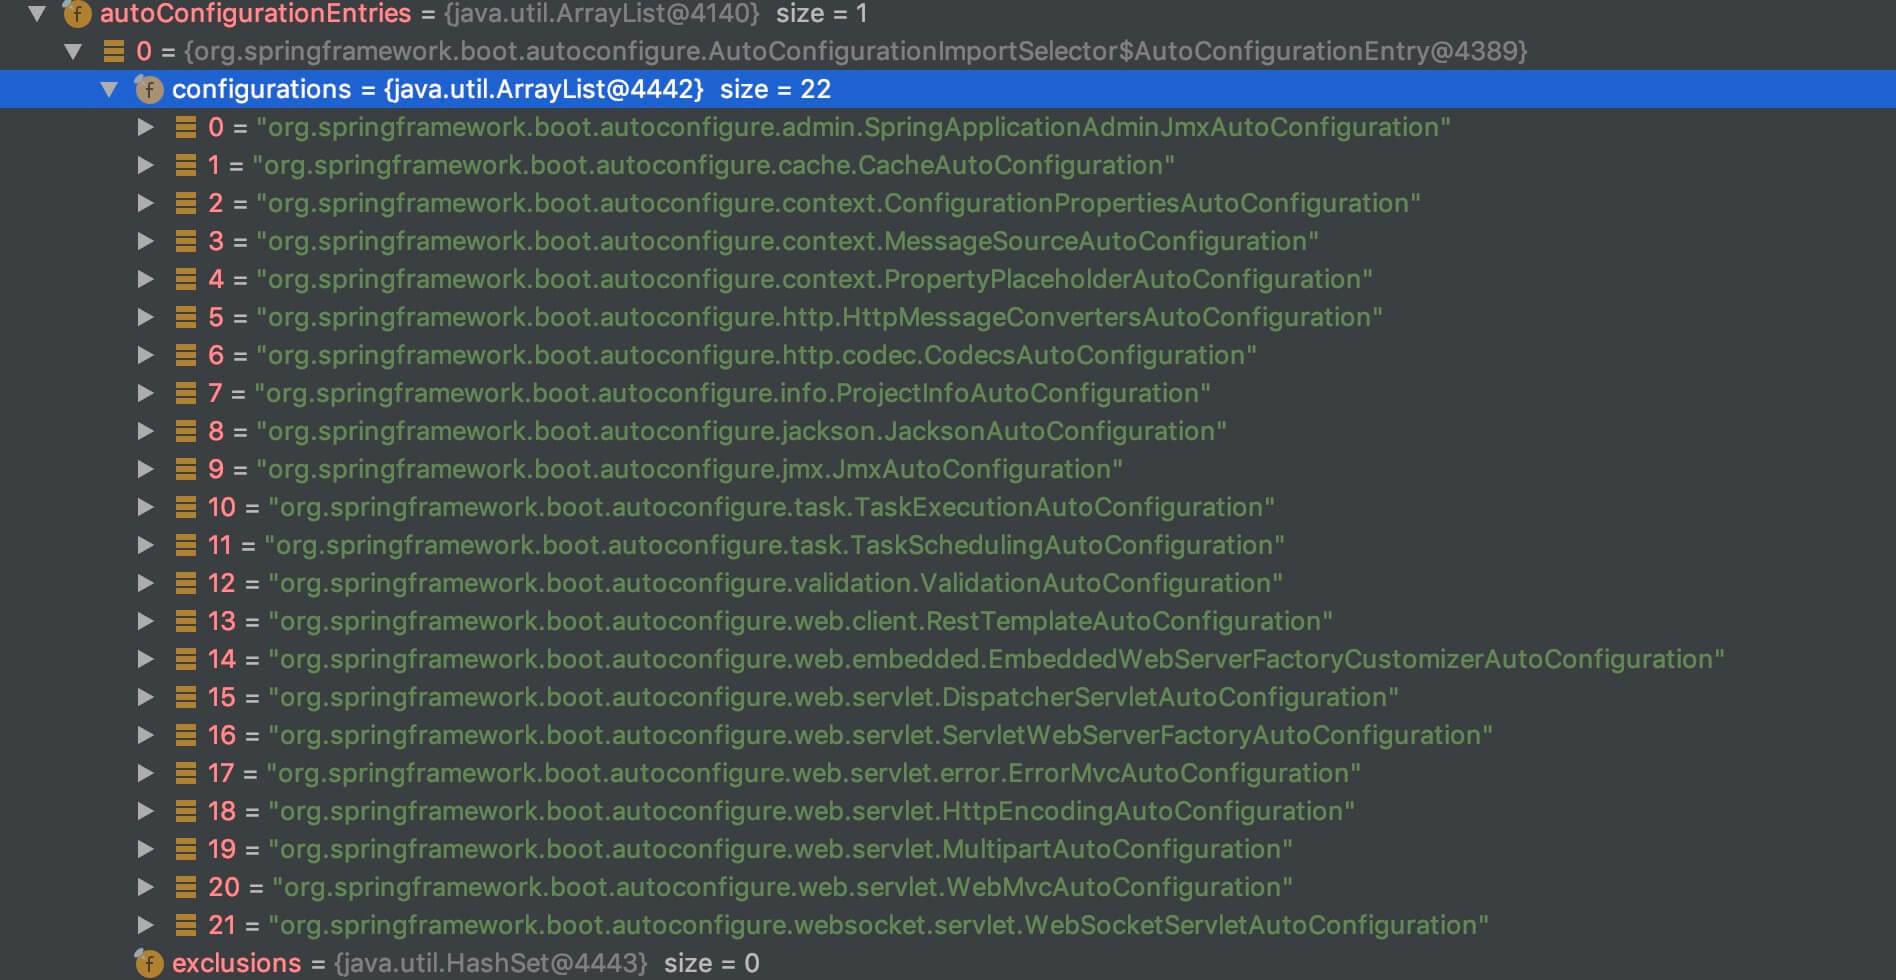 autoConfigurationEntries = {java.util.ArrayList@4140} size = 1
0 = {org.springframework.boot.autoconfigure.AutoConfigurationImportSelector$AutoConfigurationEntry@4389}
configurations = {java.util.ArrayList@4442} size = 22
0 = "org.springframework.boot.autoconfigure.admin.SpringApplicationAdminJmxAutoConfiguration"
1 = "org.springframework.boot.autoconfigure.cache.CacheAutoConfiguration"
2 = "org.springframework.boot.autoconfigure.context.ConfigurationPropertiesAutoConfiguration"
3 = "org.springframework.boot.autoconfigure.context.MessageSourceAutoConfiguration"
4 = "org.springframework.boot.autoconfigure.context.PropertyPlaceholderAutoConfiguration"
5 = "org.springframework.boot.autoconfigure.http.HttpMessageConvertersAutoConfiguration"
6 = "org.springframework.boot.autoconfigure.http.codec.CodecsAutoConfiguration"
7 = "org.springframework.boot.autoconfigure.info.ProjectInfoAutoConfiguration"
8 = "org.springframework.boot.autoconfigure.jackson.JacksonAutoConfiguration"
9 = "org.springframework.boot.autoconfigure.jmx.JmxAutoConfiguration"
10 = "org.springframework.boot.autoconfigure.task.TaskExecutionAutoConfiguration"
11 = "org.springframework.boot.autoconfigure.task.TaskSchedulingAutoConfiguration"
12 = "org.springframework.boot.autoconfigure.validation.ValidationAutoConfiguration"
13 = "org.springframework.boot.autoconfigure.web.client.RestTemplateAutoConfiguration"
14 = "org.springframework.boot.autoconfigure.web.embedded.EmbeddedWebServerFactoryCustomizerAutoConfiguration"
15 = "org.springframework.boot.autoconfigure.web.servlet.DispatcherServletAutoConfiguration"
16 = "org.springframework.boot.autoconfigure.web.servlet.ServletWebServerFactoryAutoConfiguration"
17 = "org.springframework.boot.autoconfigure.web.servlet.error.ErrorMvcAutoConfiguration"
18 = "org.springframework.boot.autoconfigure.web.servlet.HttpEncodingAutoConfiguration"
19 = "org.springframework.boot.autoconfigure.web.servlet.MultipartAutoConfiguration"
20 = "org.springframework.boot.autoconfigure.web.servlet.WebMvcAutoConfiguration"
21 = "org.springframework.boot.autoconfigure.websocket.servlet.WebSocketServletAutoConfiguration"
exclusions = {java.util.HashSet@4443} size = 0